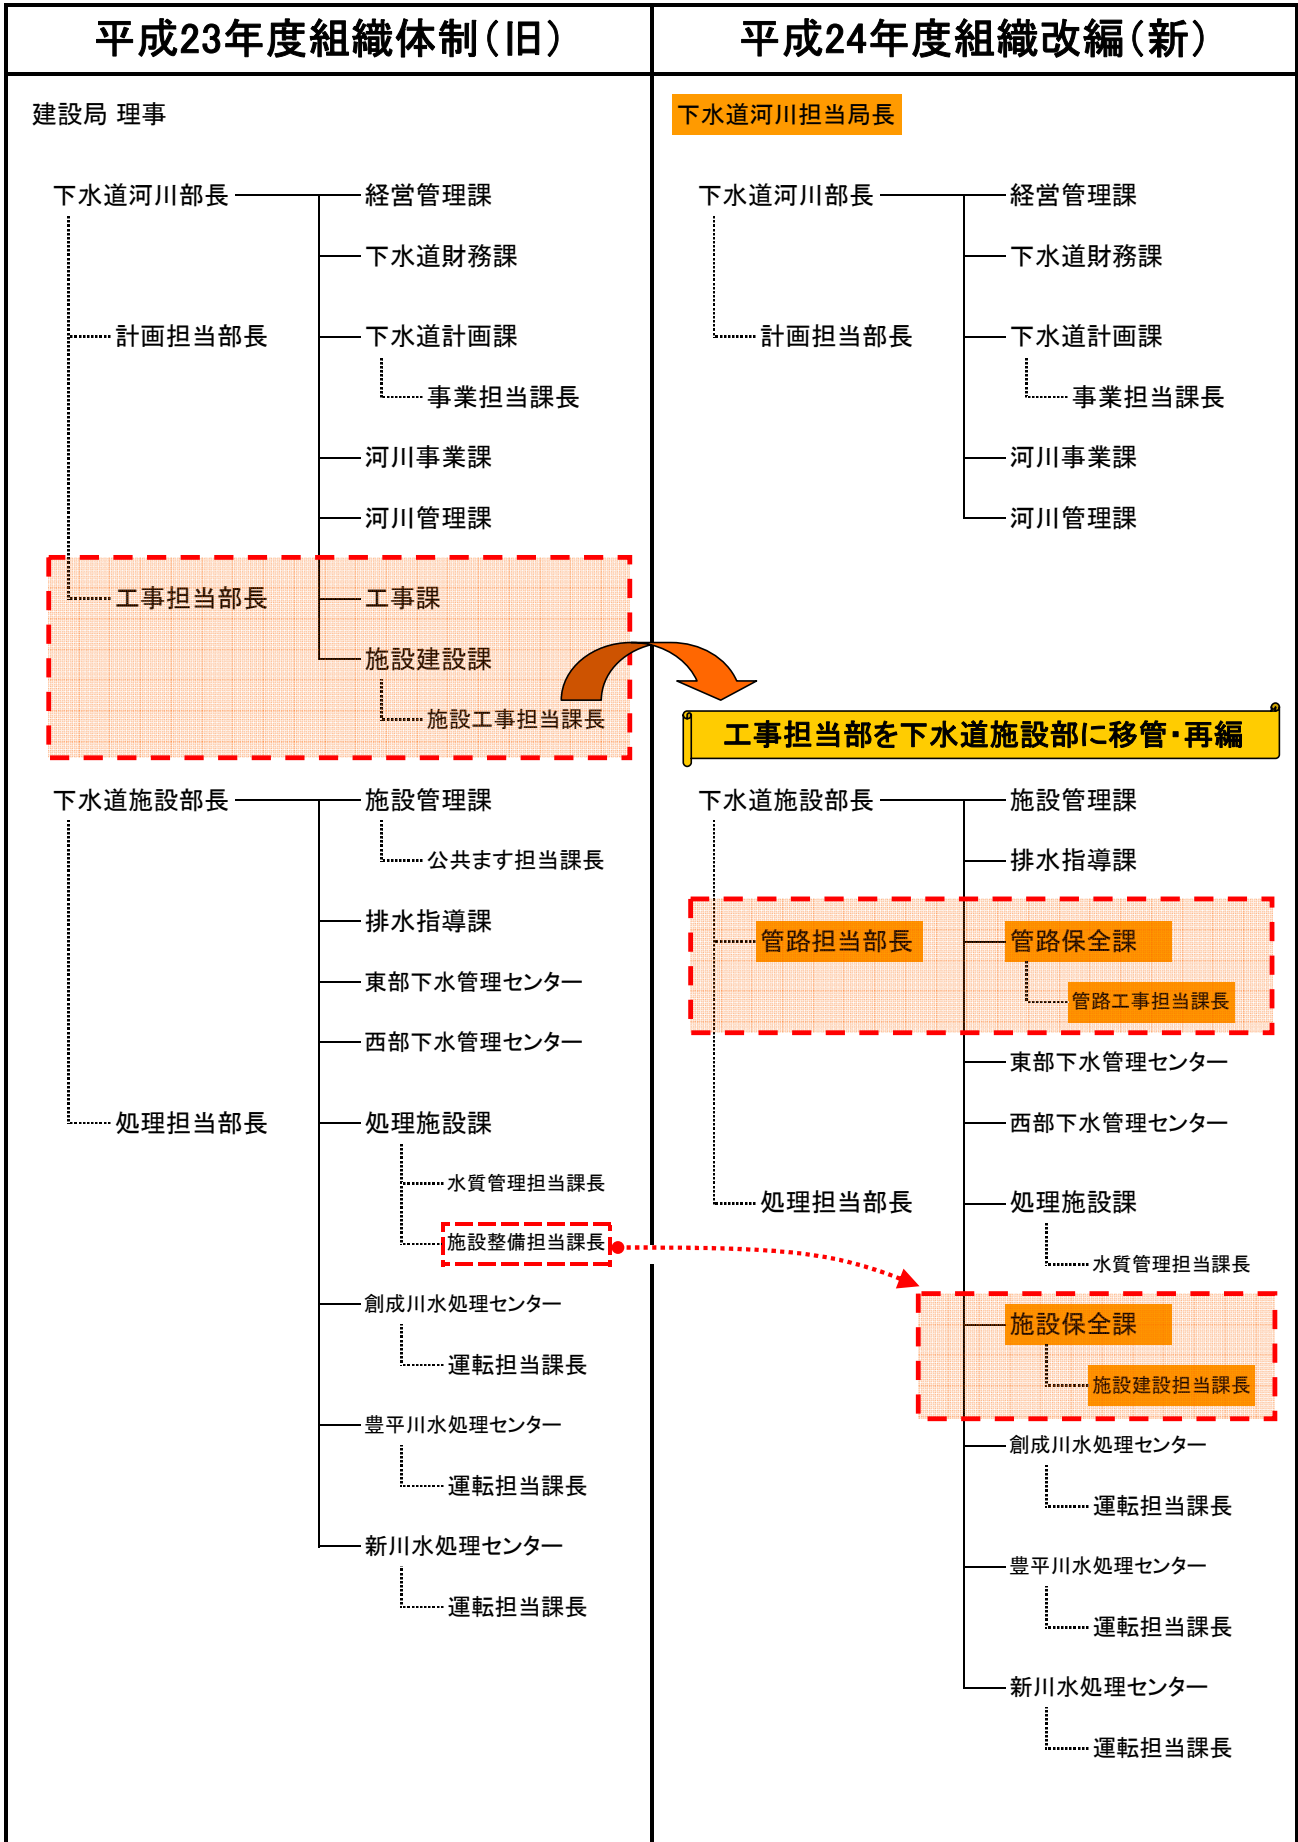 平成23年度組織体制（旧）
建設局 理事
下水道河川部長
経営管理課
下水道財務課
計画担当部長
下水道計画課
事業担当課長
河川事業課
河川管理課
工事担当部長
工事課
施設建設課
施設工事担当課長
下水道施設部長
施設管理課
公共ます担当課長
排水指導課
東部下水管理センター
西部下水管理センター
処理担当部長
処理施設課
水質管理担当課長
施設整備担当課長
創成川水処理センター
運転担当課長
豊平川水処理センター
運転担当課長
新川水処理センター
運転担当課長
平成24年度組織改編（新）
下水道河川担当局長
下水道河川部長
経営管理課
下水道財務課
計画担当部長
下水道計画課
事業担当課長
河川事業課
河川管理課
工事担当部を下水道施設部に移管・再編
下水道施設部長
施設管理課
排水指導課
管路担当部長
管路保全課
管路工事担当課長
東部下水管理センター
西部下水管理センター
処理担当部長
処理施設課
水質管理担当課長
施設保全課
施設建設担当課長
創成川水処理センター
運転担当課長
豊平川水処理センター
運転担当課長
新川水処理センター
運転担当課長